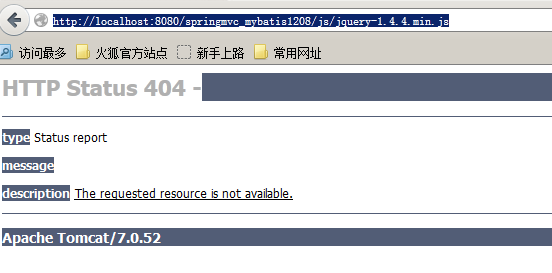 http://localhost:8080/springmvc_mybatis1208/js/jquery-1.4.4.min.js
访问最多 火狐官方站点 新手上路 常用网址
HTTP Status 404 -
type Status report
message
description The requested resource is not available.
Apache Tomcat/7.0.52